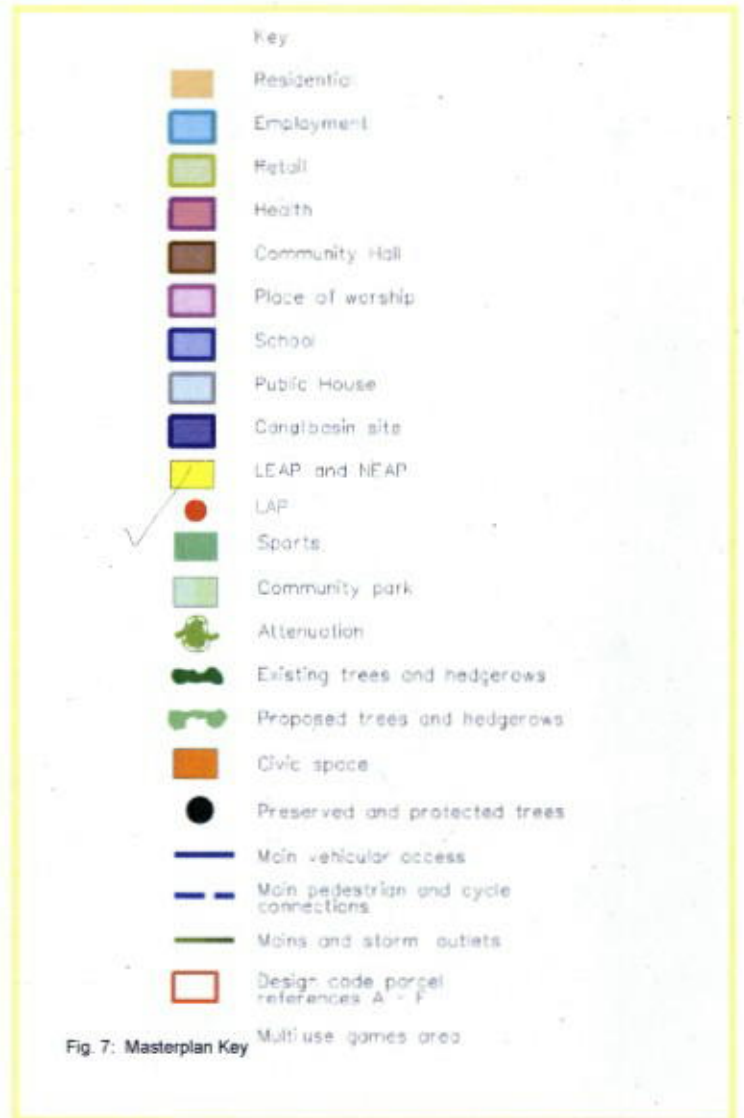 Key
Residential
Employment
Retail
Health
Community Hall
Place of worship
School
Public House
Canalbasin site
LEAP and NEAP
LAP
Sports
Community park
Attenuation
Existing trees and hedgerows
Proposed trees and hedgerows
Civic space
Preserved and protected trees
Main vehicular access
Main pedestrian and cycle
connections
Mains and storm outlets
Design code parcel
references A - F
Multi use games area
Fig. 7: Masterplan Key